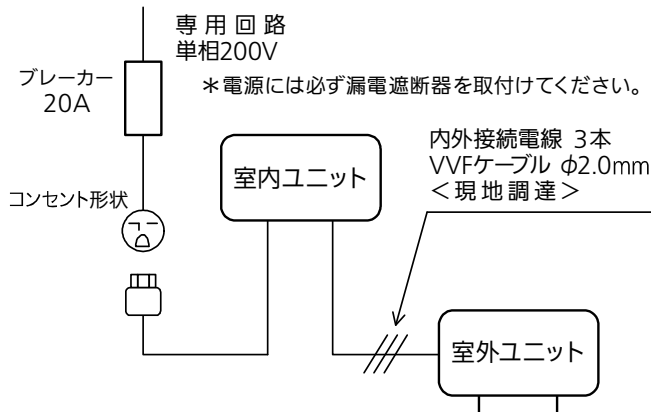 専用回路
単相200V
ブレーカー
20A
＊電源には必ず漏電遮断器を取付けてください。
内外接続電線 3本
VVFケーブル φ2.0mm
＜現地調達＞
室内ユニット
コンセント形状
室外ユニット